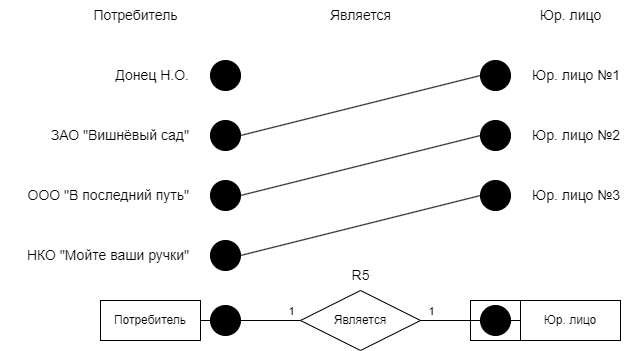 Потребитель Является Юр. лицо
Донец Н.О. Юр. лицо №1
ЗАО "Вишнёвый сад" Юр. лицо №2
ООО "В последний путь" Юр. лицо №3
НКО "Мойте ваши ручки"
R5
Потребитель 1 Является 1 Юр. лицо